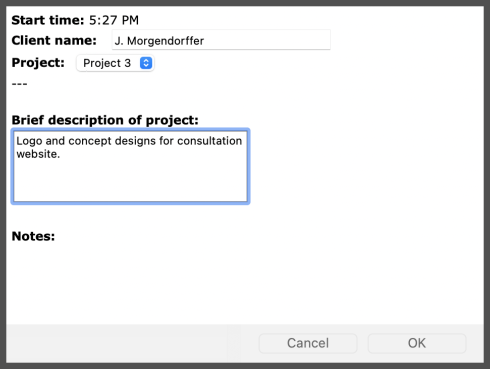 Start time: 5:27 PM
Client name: J. Morgendorffer
Project: Project 3
---
Brief description of project:
Logo and concept designs for consultation
website.
Notes:
Cancel OK